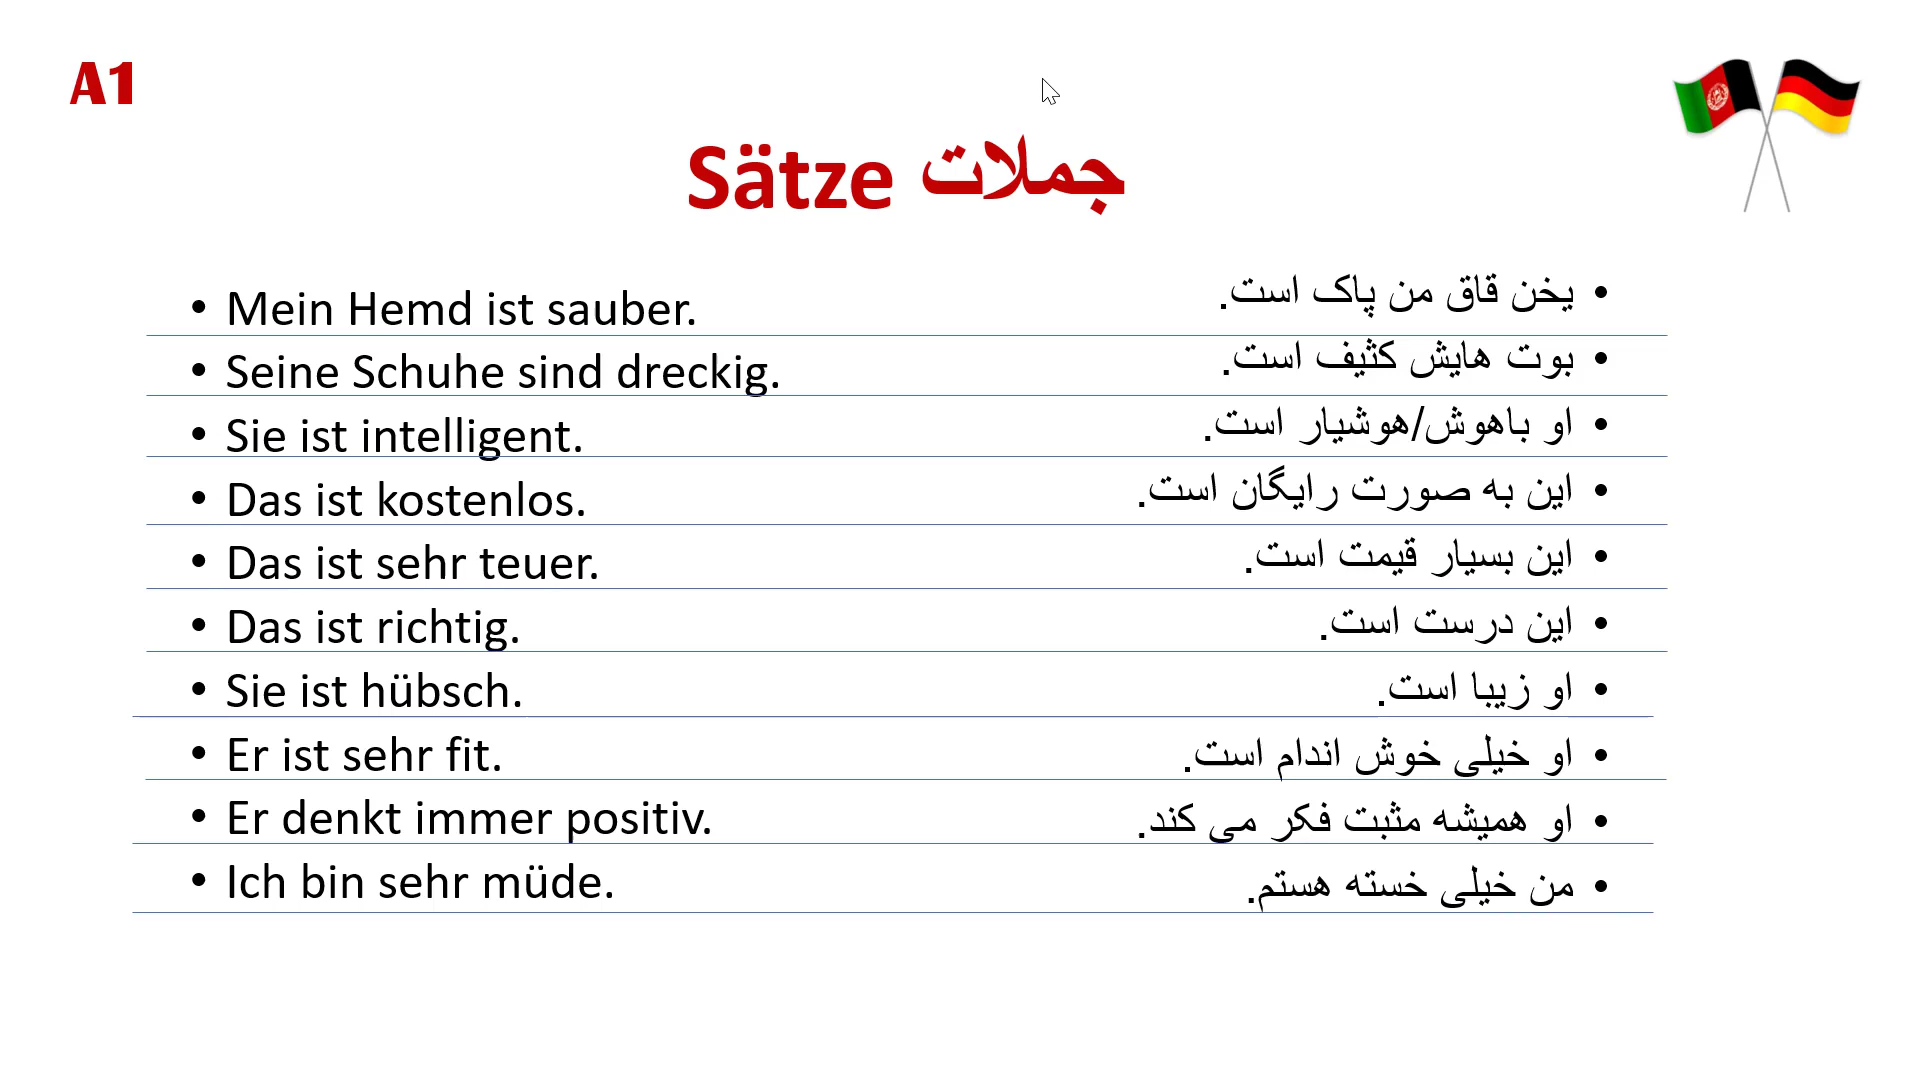 A1
Sätze جملات
• Mein Hemd ist sauber.
• یخن قاق من پاک است.
• Seine Schuhe sind dreckig.
• بوت هایش کثیف است.
• Sie ist intelligent.
• او باهوش/هوشیار است.
• Das ist kostenlos.
• این به صورت رایگان است.
• Das ist sehr teuer.
• این بسیار قیمت است.
• Das ist richtig.
• این درست است.
• Sie ist hübsch.
• او زیبا است.
• Er ist sehr fit.
• او خیلی خوش اندام است.
• Er denkt immer positiv.
• او همیشه مثبت فکر می کند.
• Ich bin sehr müde.
• من خیلی خسته هستم.